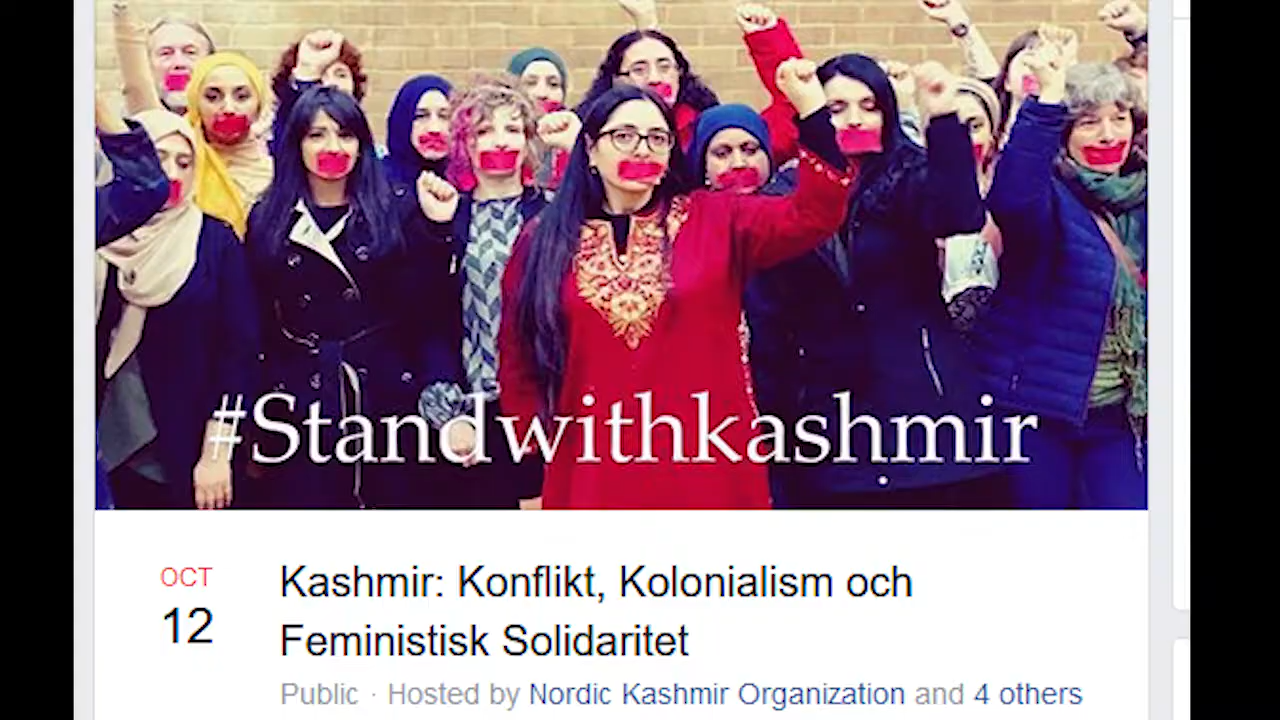 #Standwithkashmir
OCT
12
Kashmir: Konflikt, Kolonialism och
Feministisk Solidaritet
Public · Hosted by Nordic Kashmir Organization and 4 others